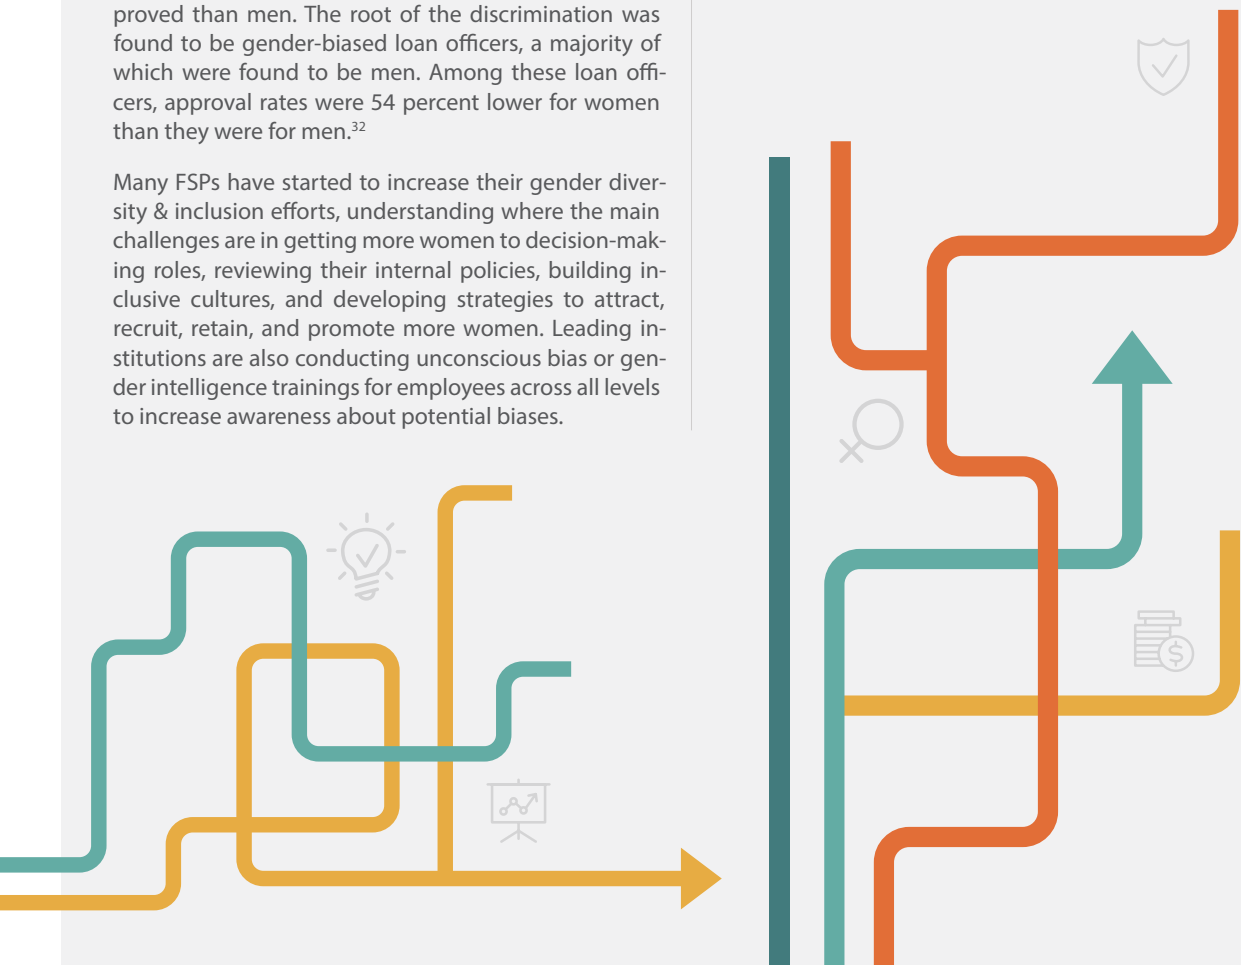 proved than men. The root of the discrimination was
found to be gender-biased loan officers, a majority of
which were found to be men. Among these loan offi-
cers, approval rates were 54 percent lower for women
than they were for men.32
Many FSPs have started to increase their gender diver-
sity & inclusion efforts, understanding where the main
challenges are in getting more women to decision-mak-
ing roles, reviewing their internal policies, building in-
clusive cultures, and developing strategies to attract,
recruit, retain, and promote more women. Leading in-
stitutions are also conducting unconscious bias or gen-
der intelligence trainings for employees across all levels
to increase awareness about potential biases.
$